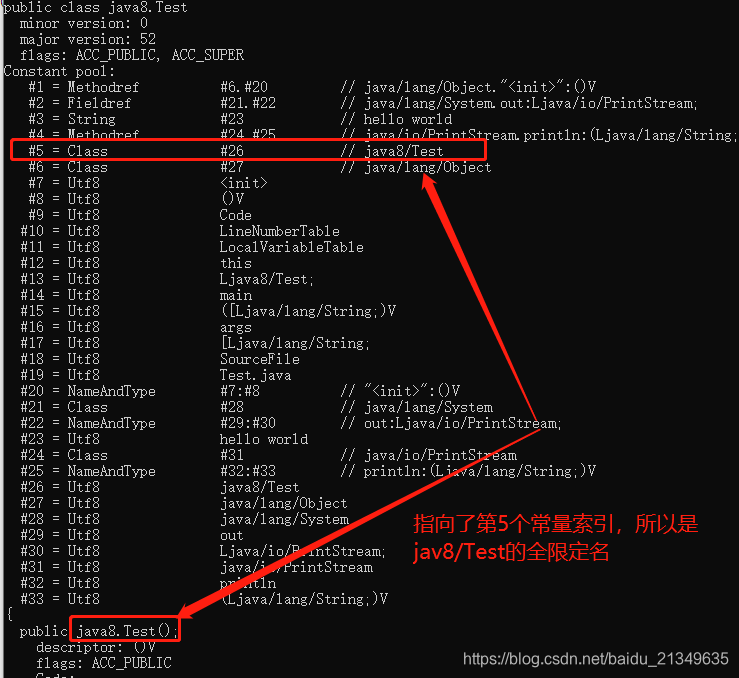 public class java8.Test
minor version: 0
major version: 52
flags: ACC_PUBLIC, ACC_SUPER
Constant pool:
#1 = Methodref #6.#20 // java/lang/Object."<init>":()V
#2 = Fieldref #21.#22 // java/lang/System.out:Ljava/io/PrintStream;
#3 = String #23 // hello world
#4 = Methodref #24.#25 // java/io/PrintStream.println:(Ljava/lang/String;
#5 = Class #26 // java8/Test
#6 = Class #27 // java/lang/Object
#7 = Utf8 <init>
#8 = Utf8 ()V
#9 = Utf8 Code
#10 = Utf8 LineNumberTable
#11 = Utf8 LocalVariableTable
#12 = Utf8 this
#13 = Utf8 Ljava8/Test;
#14 = Utf8 main
#15 = Utf8 ([Ljava/lang/String;)V
#16 = Utf8 args
#17 = Utf8 [Ljava/lang/String;
#18 = Utf8 SourceFile
#19 = Utf8 Test.java
#20 = NameAndType #7:#8 // "<init>":()V
#21 = Class #28 // java/lang/System
#22 = NameAndType #29:#30 // out:Ljava/io/PrintStream;
#23 = Utf8 hello world
#24 = Class #31 // java/io/PrintStream
#25 = NameAndType #32:#33 // println:(Ljava/lang/String;)V
#26 = Utf8 java8/Test
#27 = Utf8 java/lang/Object
#28 = Utf8 java/lang/System
#29 = Utf8 out
#30 = Utf8 Ljava/io/PrintStream;
#31 = Utf8 java/io/PrintStream
#32 = Utf8 println
#33 = Utf8 (Ljava/lang/String;)V
指向了第5个常量索引，所以是
jav8/Test的全限定名
{
public java8.Test();
descriptor: ()V
flags: ACC_PUBLIC
Code:
https://blog.csdn.net/baidu_21349635